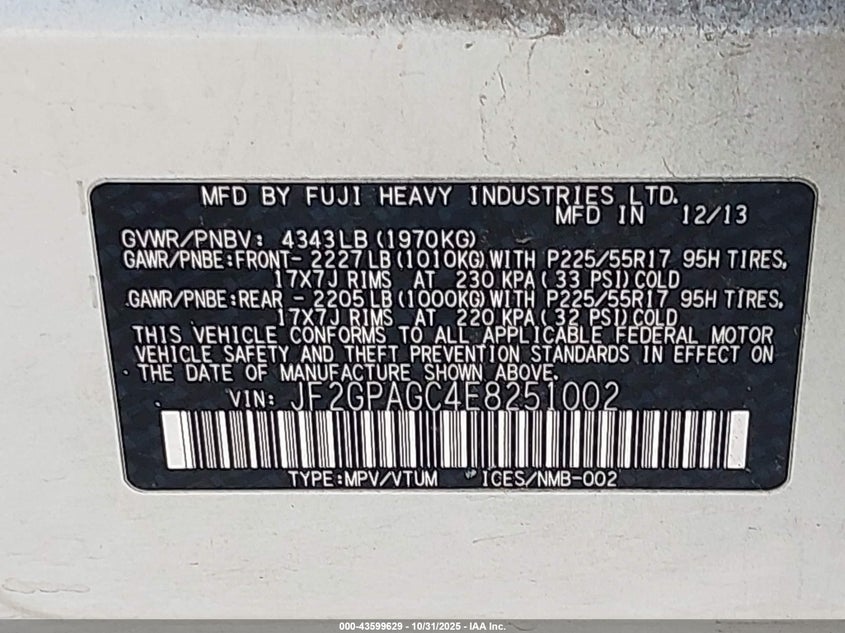 MFD BY FUJI HEAVY INDUSTRIES LTD.
MFD IN 12/13
GVWR/PNBV: 4343LB (1970KG)
GAWR/PNBE:FRONT- 2227LB (1010KG) WITH P225/55R17 95H TIRES,
17X7J RIMS AT 230 KPA (33 PSI) COLD
GAWR/PNBE:REAR - 2205LB (1000KG) WITH P225/55R17 95H TIRES,
17X7J RIMS AT 220 KPA (32 PSI) COLD
THIS VEHICLE CONFORMS TO ALL APPLICABLE FEDERAL MOTOR
VEHICLE SAFETY AND THEFT PREVENTION STANDARDS IN EFFECT ON
THE DATE OF MANUFACTURE SHOWN ABOVE.
VIN: JF2GPAGC4E8251002
TYPE:MPV/VTUM ICES/NMB-002
000-43599629 - 10/31/2025 - IAA Inc.